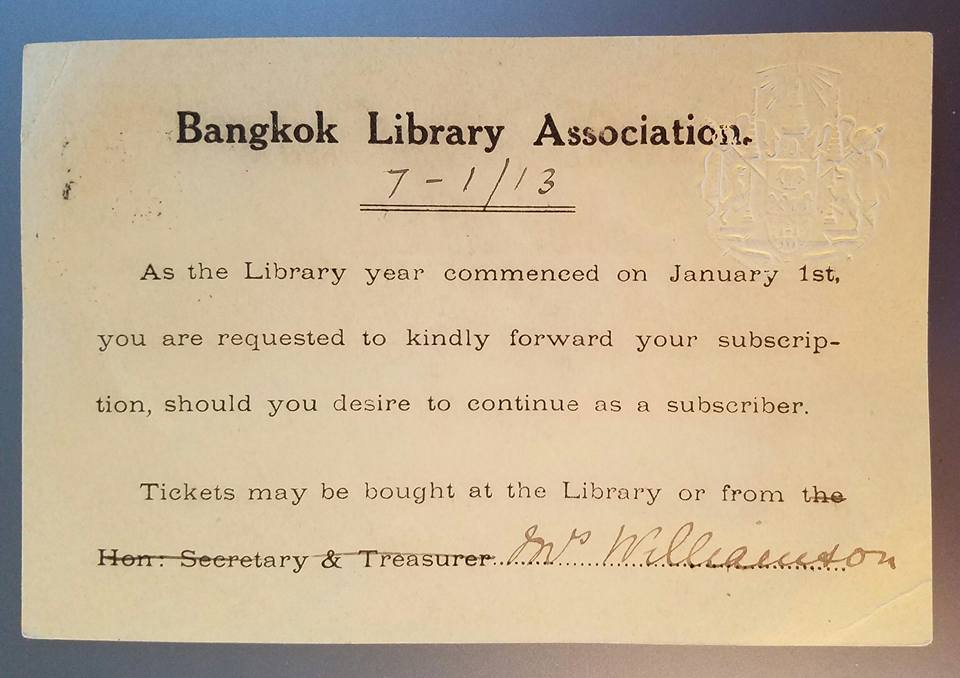 Bangkok Library Association.
7-1/13
As the Library year commenced on January 1st,
you are requested to kindly forward your subscrip-
tion, should you desire to continue as a subscriber.
Tickets may be bought at the Library or from the
Hon: Secretary & Treasurer Mrs Williamson